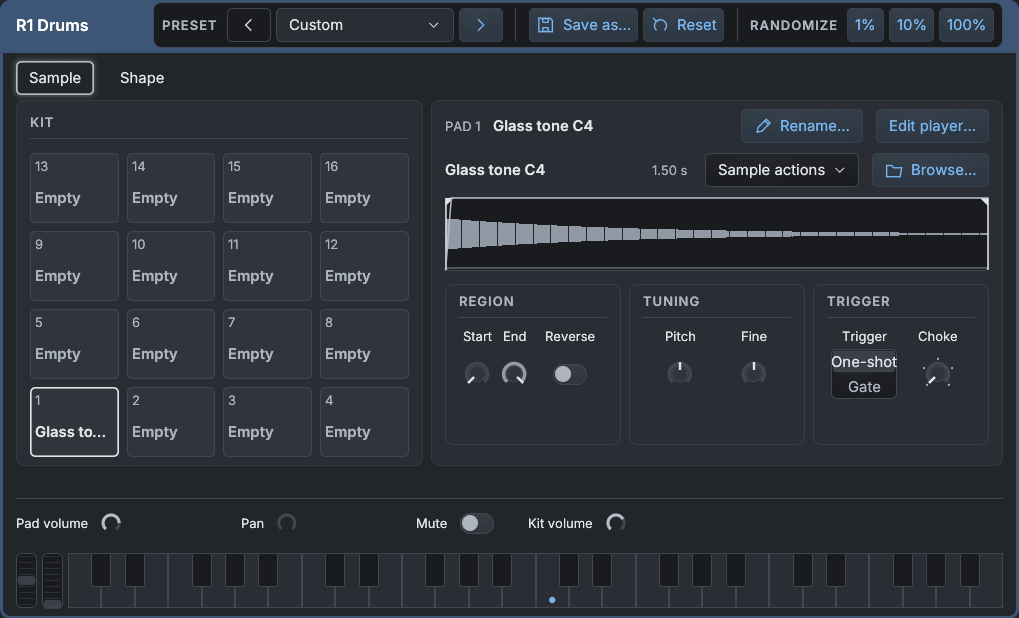 R1 Drums
PRESET
Custom
Save as...
Reset
RANDOMIZE
1%
10%
100%
Sample
Shape
KIT
13
Empty
14
Empty
15
Empty
16
Empty
9
Empty
10
Empty
11
Empty
12
Empty
5
Empty
6
Empty
7
Empty
8
Empty
1
Glass to...
2
Empty
3
Empty
4
Empty
PAD 1 Glass tone C4
Rename...
Edit player...
Glass tone C4
1.50 s
Sample actions
Browse...
REGION
Start
End
Reverse
TUNING
Pitch
Fine
TRIGGER
Trigger
One-shot
Gate
Choke
Pad volume
Pan
Mute
Kit volume